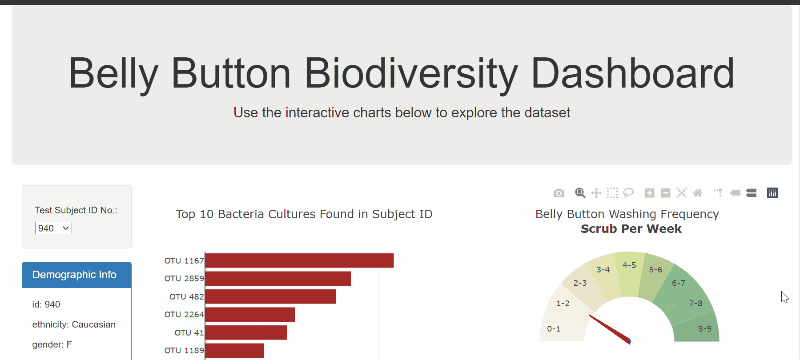 Belly Button Biodiversity Dashboard
Use the interactive charts below to explore the dataset
Test Subject ID No.:
940
Demographic Info
id: 940
ethnicity: Caucasian
gender: F
Top 10 Bacteria Cultures Found in Subject ID
OTU 1167
OTU 2859
OTU 482
OTU 2264
OTU 41
OTU 1189
Belly Button Washing Frequency
Scrub Per Week
0-1
1-2
2-3
3-4
4-5
5-6
6-7
7-8
8-9